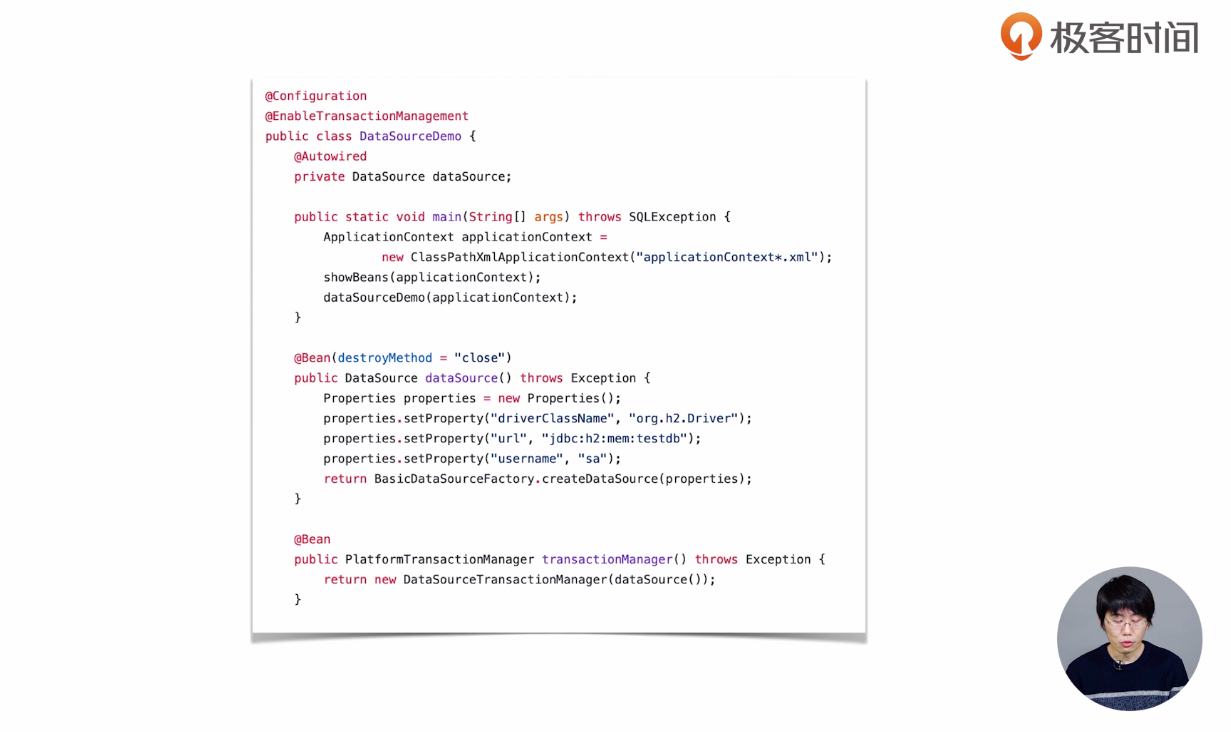 极客时间
@Configuration
@EnableTransactionManagement
public class DataSourceDemo {
    @Autowired
    private DataSource dataSource;

    public static void main(String[] args) throws SQLException {
        ApplicationContext applicationContext =
                new ClassPathXmlApplicationContext("applicationContext*.xml");
        showBeans(applicationContext);
        dataSourceDemo(applicationContext);
    }

    @Bean(destroyMethod = "close")
    public DataSource dataSource() throws Exception {
        Properties properties = new Properties();
        properties.setProperty("driverClassName", "org.h2.Driver");
        properties.setProperty("url", "jdbc:h2:mem:testdb");
        properties.setProperty("username", "sa");
        return BasicDataSourceFactory.createDataSource(properties);
    }

    @Bean
    public PlatformTransactionManager transactionManager() throws Exception {
        return new DataSourceTransactionManager(dataSource());
    }